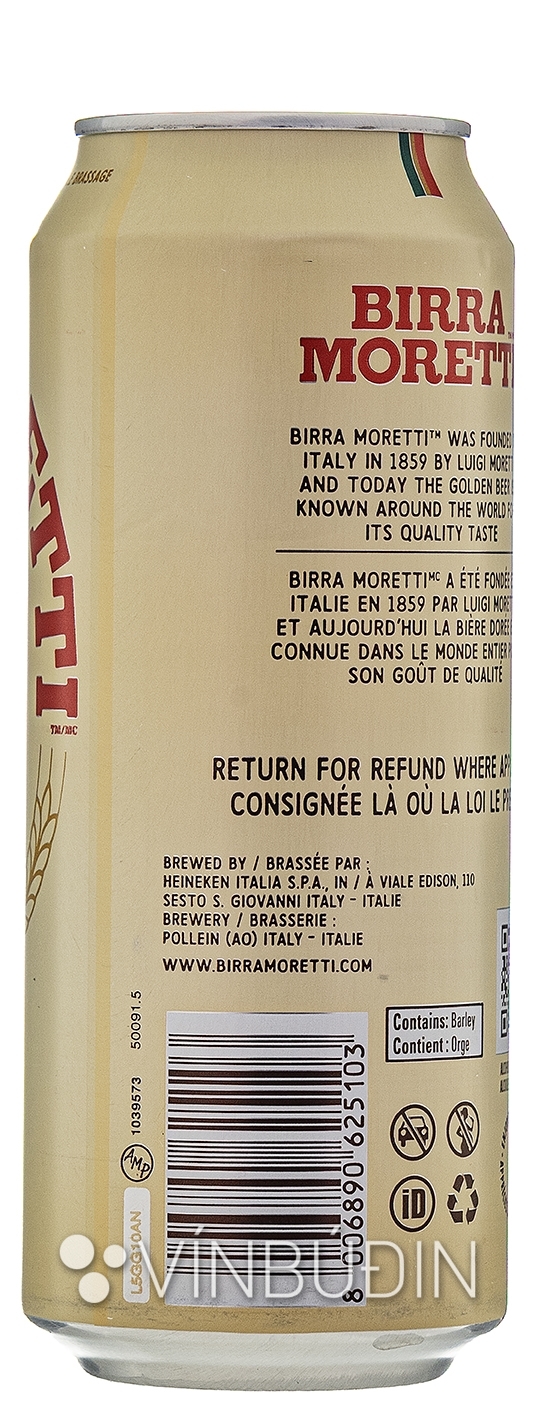 BRASSAGE
ETTI
TM/MC
BIRRA
MORETTI
BIRRA MORETTI™ WAS FOUNDED
ITALY IN 1859 BY LUIGI MORETTI
AND TODAY THE GOLDEN BEER
KNOWN AROUND THE WORLD
ITS QUALITY TASTE
BIRRA MORETTIᴹᶜ A ÉTÉ FONDÉE
ITALIE EN 1859 PAR LUIGI MORETTI
ET AUJOURD'HUI LA BIÈRE DORÉE
CONNUE DANS LE MONDE ENTIER
SON GOÛT DE QUALITÉ
RETURN FOR REFUND WHERE
CONSIGNÉE LÀ OÙ LA LOI LE
BREWED BY / BRASSÉE PAR :
HEINEKEN ITALIA S.P.A., IN / À VIALE EDISON, 110
SESTO S. GIOVANNI ITALY - ITALIE
BREWERY / BRASSERIE :
POLLEIN (AO) ITALY - ITALIE
WWW.BIRRAMORETTI.COM
Contains: Barley
Contient : Orge
50091.5
1039573
AMP
L5GG10AN
8 006890 625103
iD
VÍNBÚÐIN